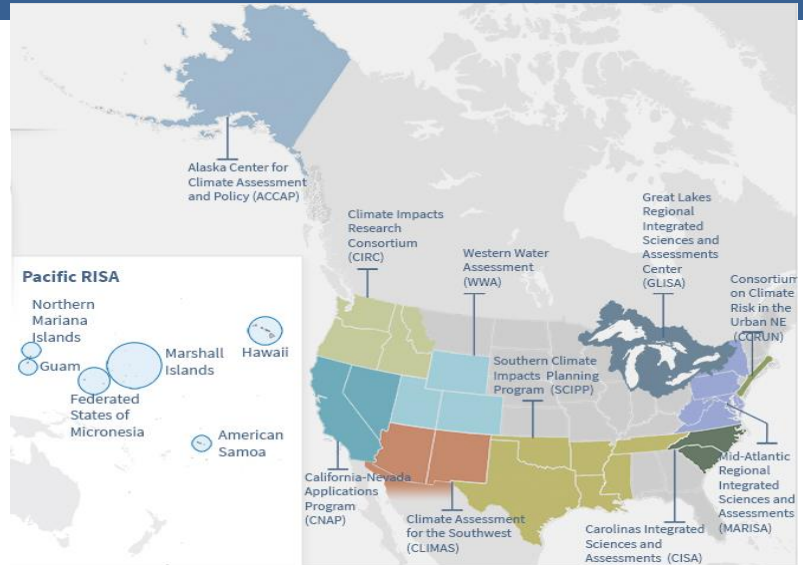 Alaska Center for
Climate Assessment
and Policy (ACCAP)
Climate Impacts
Research
Consortium
(CIRC)
Western Water
Assessment
(WWA)
Great Lakes
Regional
Integrated
Sciences and
Assessments
Center
(GLISA)
Consortium
on Climate
Risk in the
Urban NE
(CCRUN)
Pacific RISA
Northern
Mariana
Islands
Guam
Federated
States of
Micronesia
Marshall
Islands
Hawaii
American
Samoa
Southern Climate
Impacts Planning
Program (SCIPP)
California-Nevada
Applications
Program
(CNAP)
Climate Assessment
for the Southwest
(CLIMAS)
Carolinas Integrated
Sciences and
Assessments (CISA)
Mid-Atlantic
Regional
Integrated
Sciences and
Assessments
(MARISA)